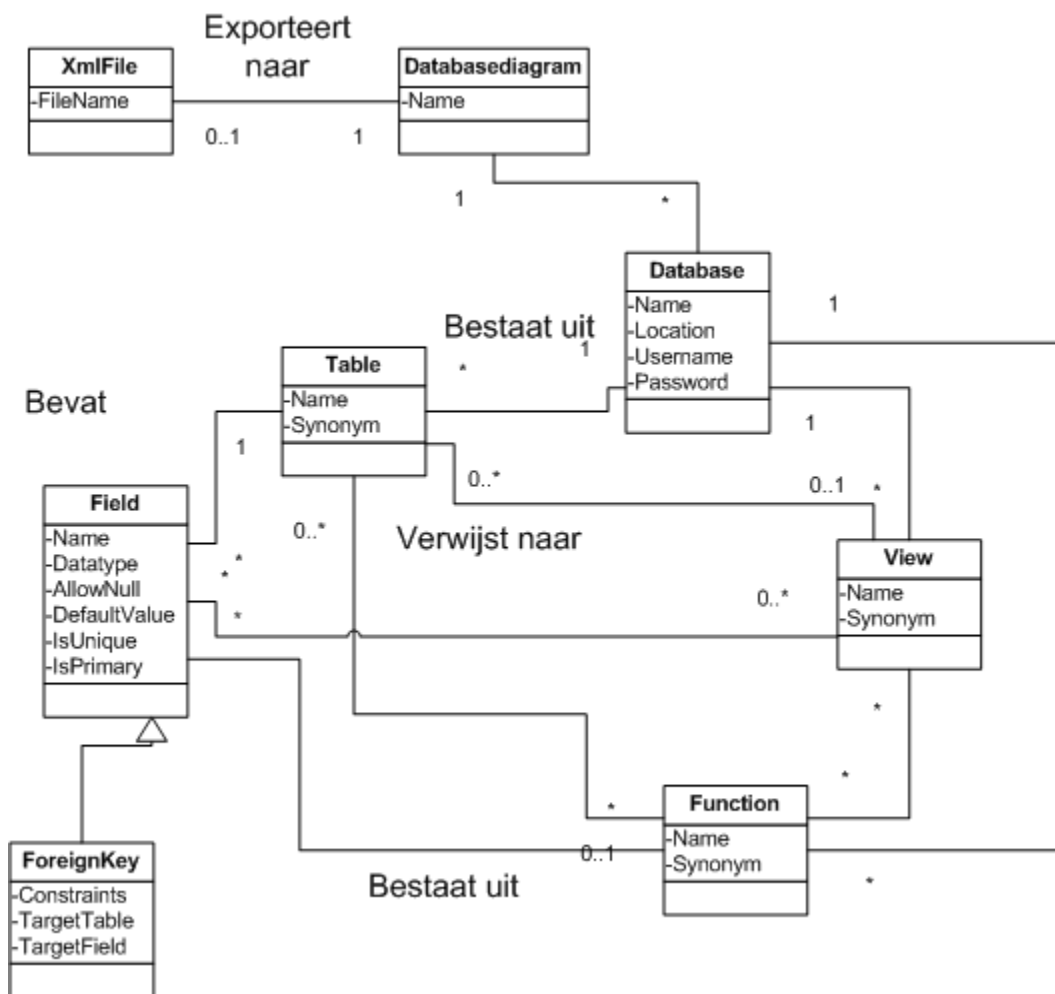 Exporteert
naar
XmlFile
-FileName
0..1
1
Databasediagram
-Name
1
*
Database
-Name
-Location
-Username
-Password
1
Bestaat uit
1
*
Table
-Name
-Synonym
Bevat
1
1
0..*
0..1
*
0..*
Verwijst naar
Field
-Name
-Datatype
-AllowNull
-DefaultValue
-IsUnique
-IsPrimary
*
*
*
0..*
View
-Name
-Synonym
*
*
*
Function
-Name
-Synonym
0..1
*
Bestaat uit
ForeignKey
-Constraints
-TargetTable
-TargetField